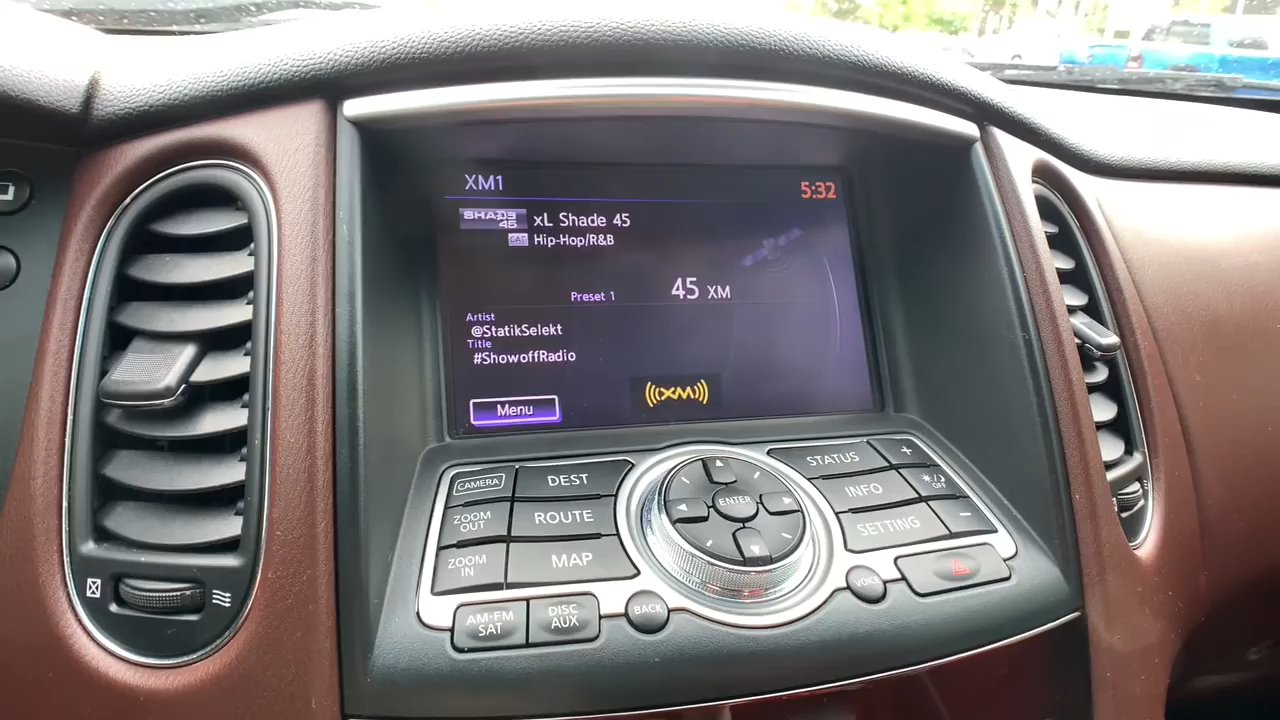 XM1
5:32
SHADE 45
xL Shade 45
CAT
Hip-Hop/R&B
Preset 1
45 XM
Artist
@StatikSelekt
Title
#ShowoffRadio
((XM))
Menu
CAMERA
DEST
ZOOM OUT
ROUTE
ZOOM IN
MAP
AM·FM SAT
DISC AUX
BACK
ENTER
VOICE
STATUS
+
INFO
OFF
SETTING
−